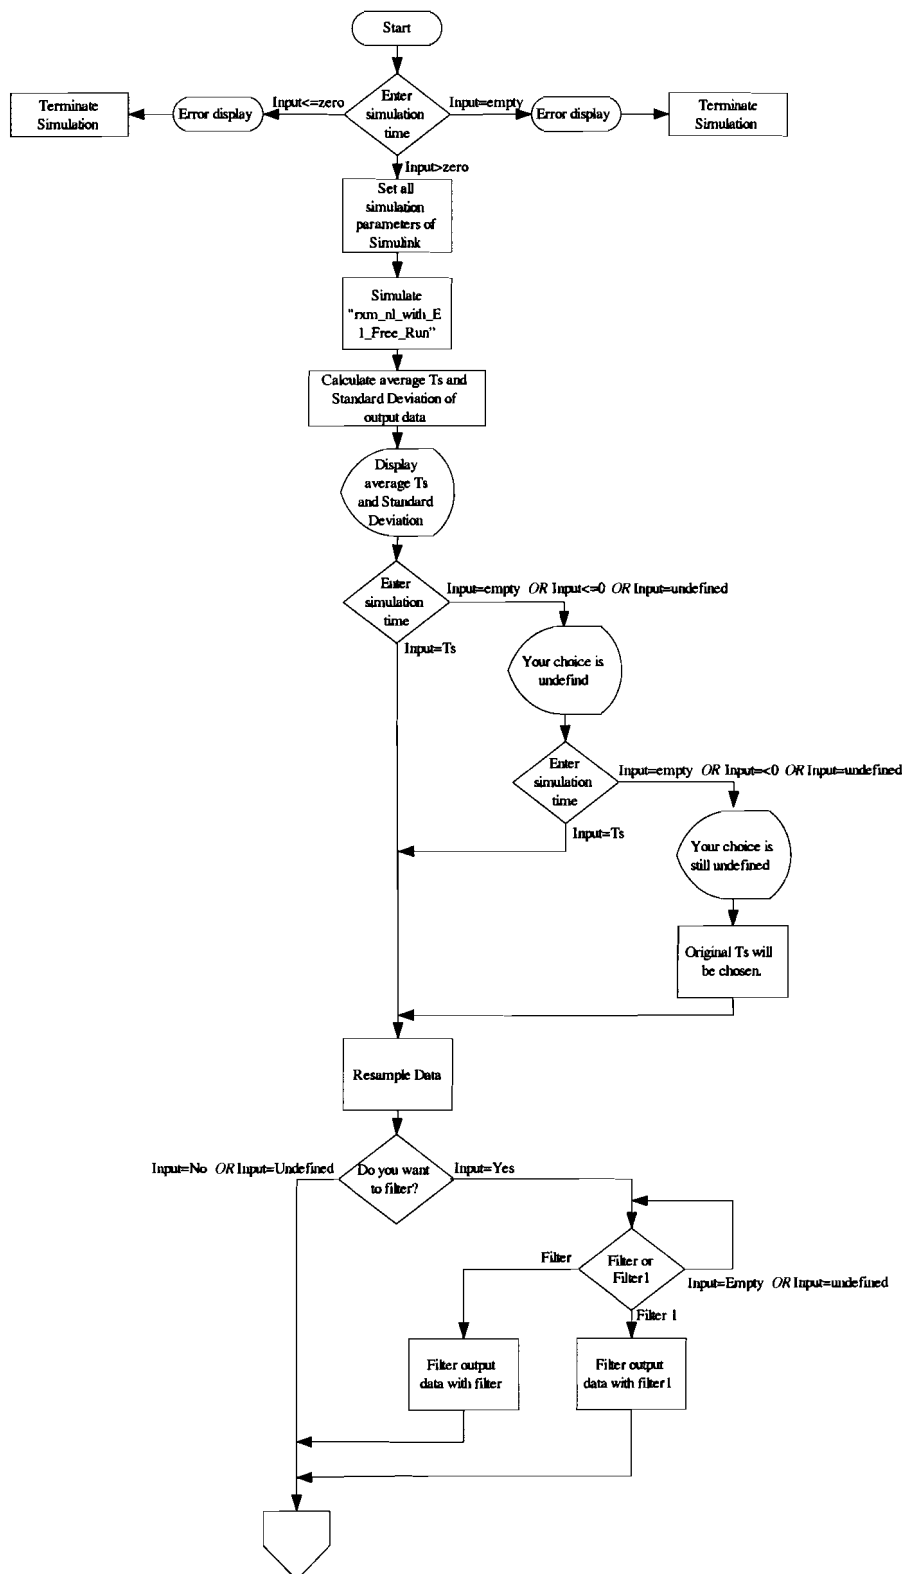 Start
Enter
simulation
time
Input<=zero
Input=empty
Error display
Terminate
Simulation
Error display
Terminate
Simulation
Input>zero
Set all
simulation
parameters of
Simulink
Simulate
"rxm_nl_with_E
1_Free_Run"
Calculate average Ts and
Standard Deviation of
output data
Display
average Ts
and Standard
Deviation
Enter
simulation
time
Input=empty OR Input<=0 OR Input=undefined
Input=Ts
Your choice is
undefind
Enter
simulation
time
Input=empty OR Input=<0 OR Input=undefined
Input=Ts
Your choice is
still undefined
Original Ts will
be chosen.
Resample Data
Do you want
to filter?
Input=No OR Input=Undefined
Input=Yes
Filter or
Filter1
Filter
Input=Empty OR Input=undefined
Filter 1
Filter output
data with filter
Filter output
data with filter1